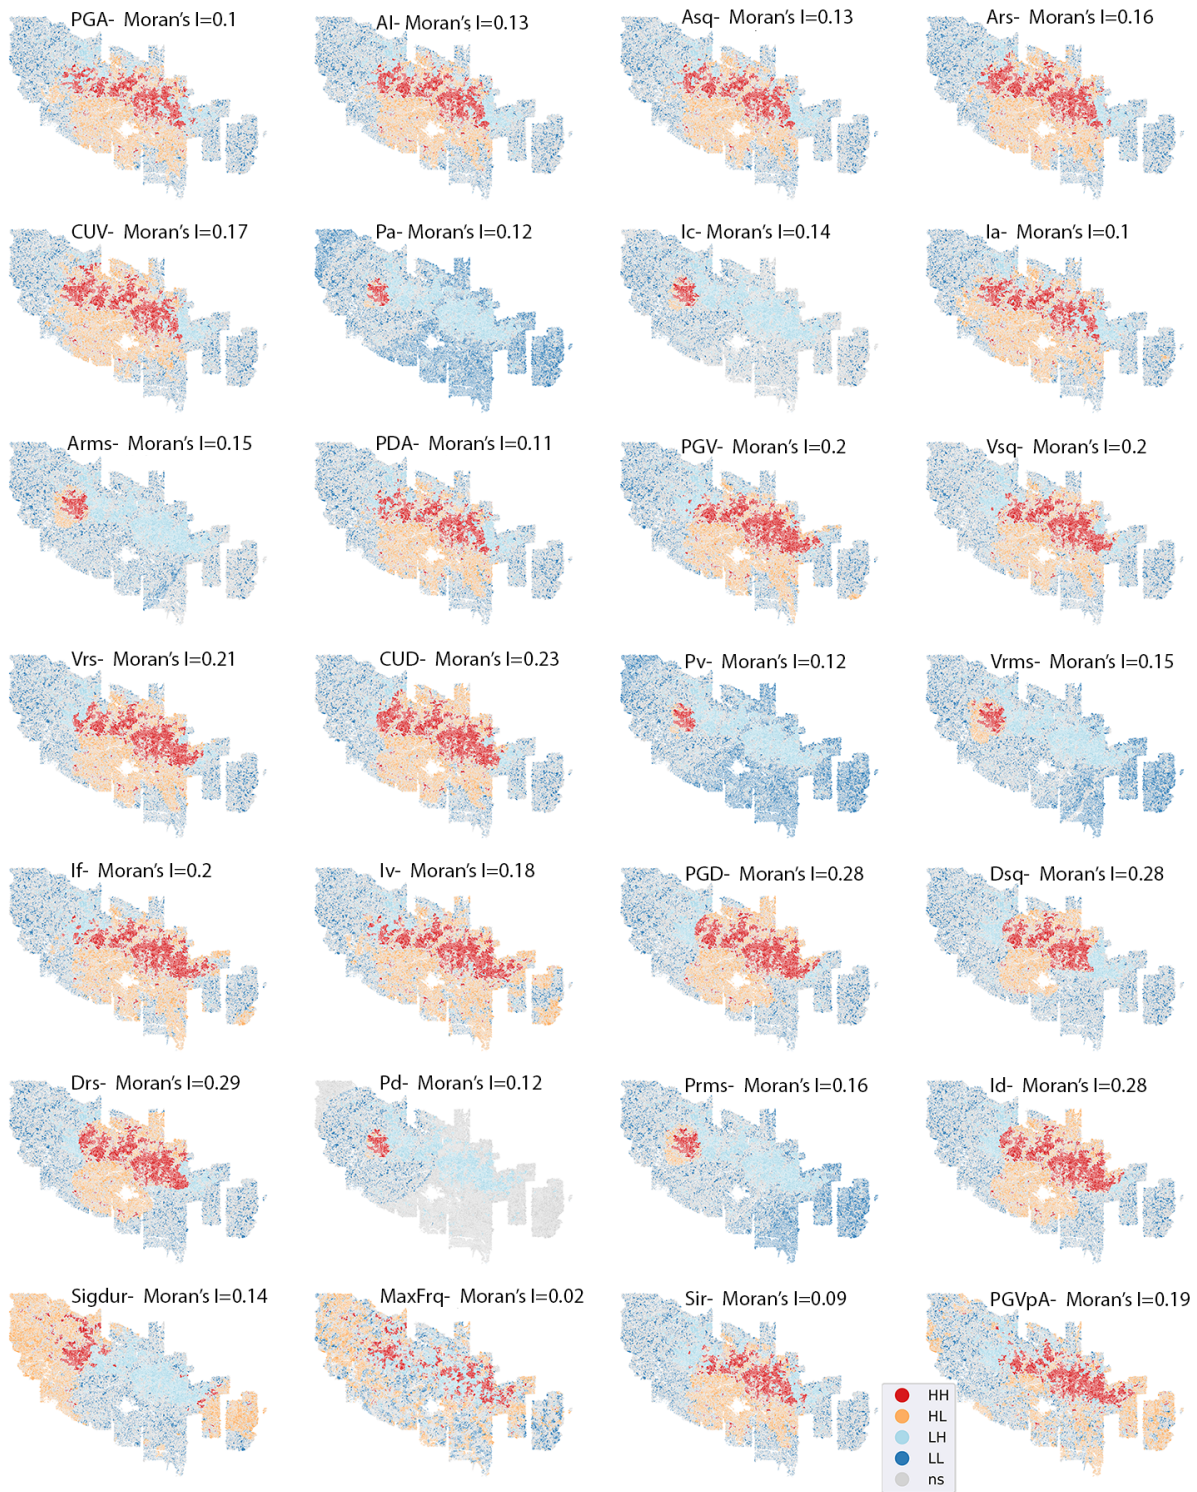 PGA- Moran's I=0.1
AI- Moran's I=0.13
Asq- Moran's I=0.13
Ars- Moran's I=0.16
CUV- Moran's I=0.17
Pa- Moran's I=0.12
Ic- Moran's I=0.14
Ia- Moran's I=0.1
Arms- Moran's I=0.15
PDA- Moran's I=0.11
PGV- Moran's I=0.2
Vsq- Moran's I=0.2
Vrs- Moran's I=0.21
CUD- Moran's I=0.23
Pv- Moran's I=0.12
Vrms- Moran's I=0.15
If- Moran's I=0.2
Iv- Moran's I=0.18
PGD- Moran's I=0.28
Dsq- Moran's I=0.28
Drs- Moran's I=0.29
Pd- Moran's I=0.12
Prms- Moran's I=0.16
Id- Moran's I=0.28
Sigdur- Moran's I=0.14
MaxFrq- Moran's I=0.02
Sir- Moran's I=0.09
PGVpA- Moran's I=0.19
HH
HL
LH
LL
ns